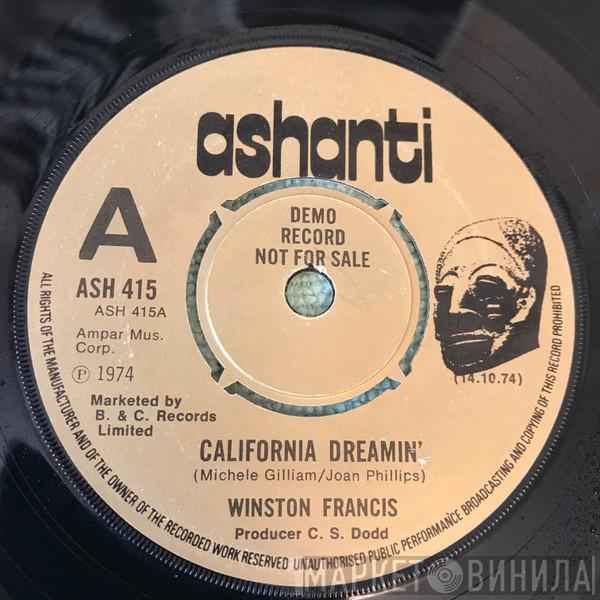 ashanti
A
DEMO
RECORD
NOT FOR SALE
ASH 415
ASH 415A
Ampar Mus.
Corp.
℗ 1974
Marketed by
B. & C. Records
Limited
(14.10.74)
CALIFORNIA DREAMIN'
(Michele Gilliam/Joan Phillips)
WINSTON FRANCIS
Producer C. S. Dodd
ALL RIGHTS OF THE MANUFACTURER AND OF THE OWNER OF THE RECORDED WORK RESERVED UNAUTHORISED PUBLIC PERFORMANCE BROADCASTING AND COPYING OF THIS RECORD PROHIBITED
МАРКЕТ ВИНИЛА